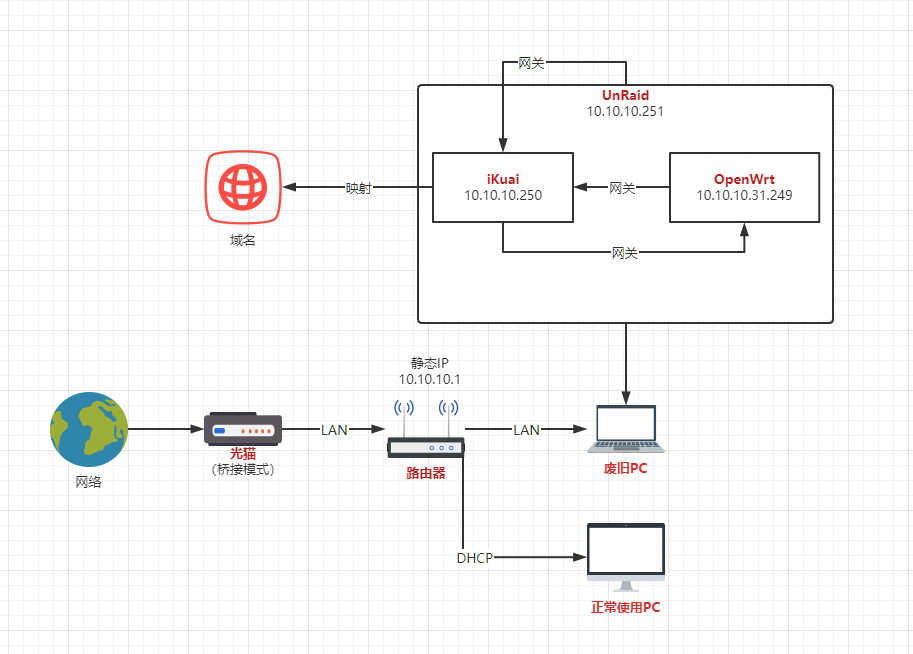 网关
UnRaid
10.10.10.251
iKuai
10.10.10.250
网关
OpenWrt
10.10.10.31.249
映射
域名
网关
静态IP
10.10.10.1
LAN
LAN
光猫
(桥接模式)
路由器
废旧PC
网络
DHCP
正常使用PC